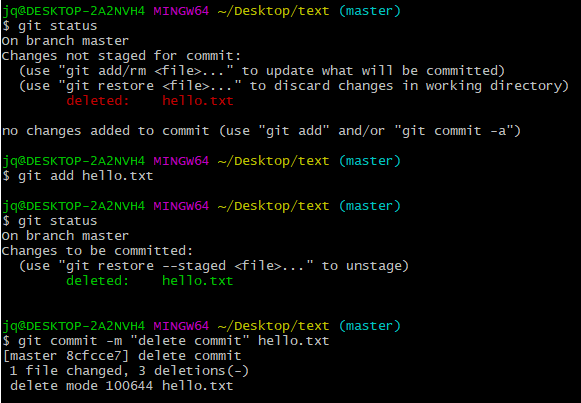 jq@DESKTOP-2A2NVH4 MINGW64 ~/Desktop/text (master)
$ git status
On branch master
Changes not staged for commit:
  (use "git add/rm <file>..." to update what will be committed)
  (use "git restore <file>..." to discard changes in working directory)
        deleted:    hello.txt

no changes added to commit (use "git add" and/or "git commit -a")

jq@DESKTOP-2A2NVH4 MINGW64 ~/Desktop/text (master)
$ git add hello.txt

jq@DESKTOP-2A2NVH4 MINGW64 ~/Desktop/text (master)
$ git status
On branch master
Changes to be committed:
  (use "git restore --staged <file>..." to unstage)
        deleted:    hello.txt

jq@DESKTOP-2A2NVH4 MINGW64 ~/Desktop/text (master)
$ git commit -m "delete commit" hello.txt
[master 8cfcce7] delete commit
 1 file changed, 3 deletions(-)
 delete mode 100644 hello.txt